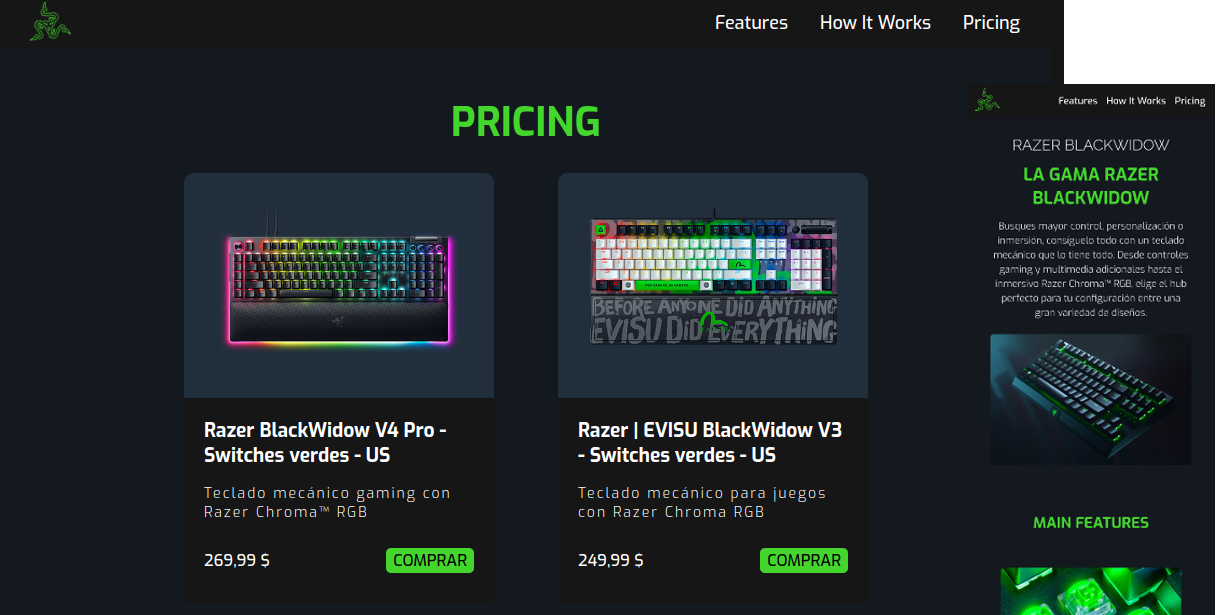 Features How It Works Pricing
PRICING
BEFORE ANYONE DID ANYTHING
EVISU DID EVERYTHING
Razer BlackWidow V4 Pro -
Switches verdes - US
Teclado mecánico gaming con
Razer Chroma™ RGB
269,99 $
COMPRAR
Razer | EVISU BlackWidow V3
- Switches verdes - US
Teclado mecánico para juegos
con Razer Chroma RGB
249,99 $
COMPRAR
Features How It Works Pricing
RAZER BLACKWIDOW
LA GAMA RAZER
BLACKWIDOW
Busques mayor control, personalización o
inmersión, consíguelo todo con un teclado
mecánico que lo tiene todo. Desde controles
gaming y multimedia adicionales hasta el
inmersivo Razer Chroma™ RGB, elige el hub
perfecto para tu configuración entre una
gran variedad de diseños.
MAIN FEATURES